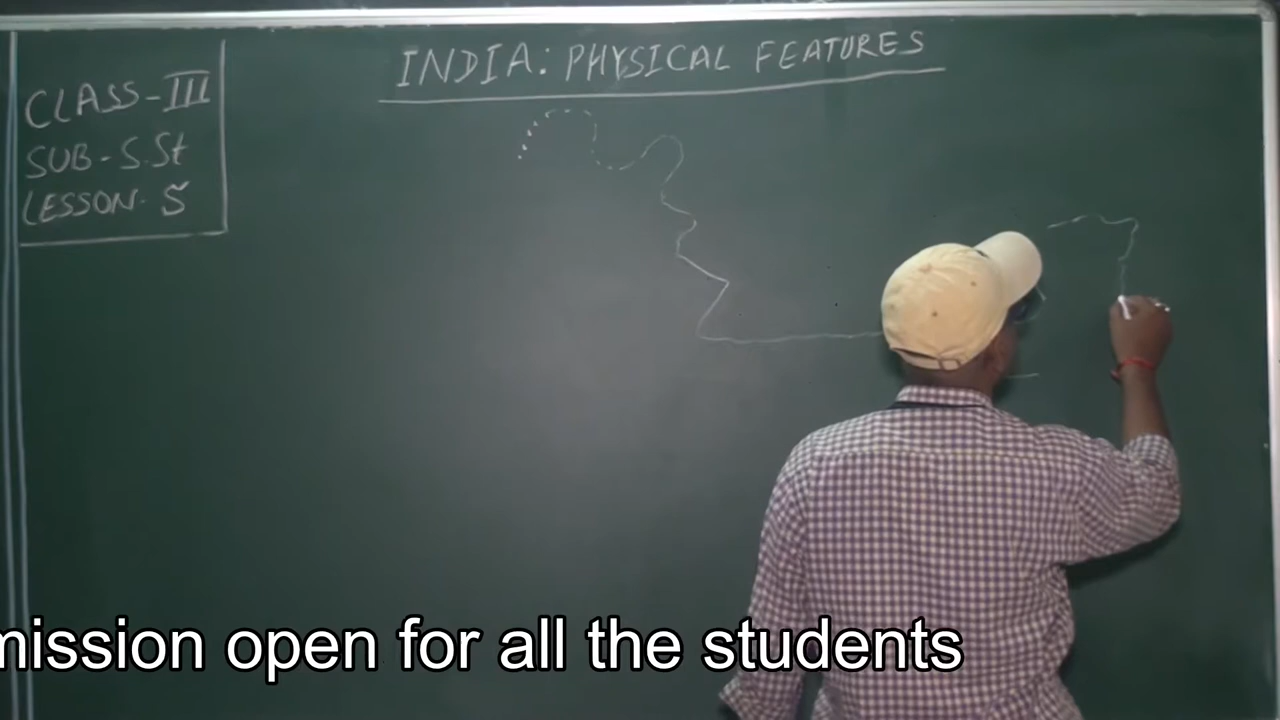 INDIA: PHYSICAL FEATURES
CLASS-III
SUB-S.St
LESSON-5
mission open for all the students